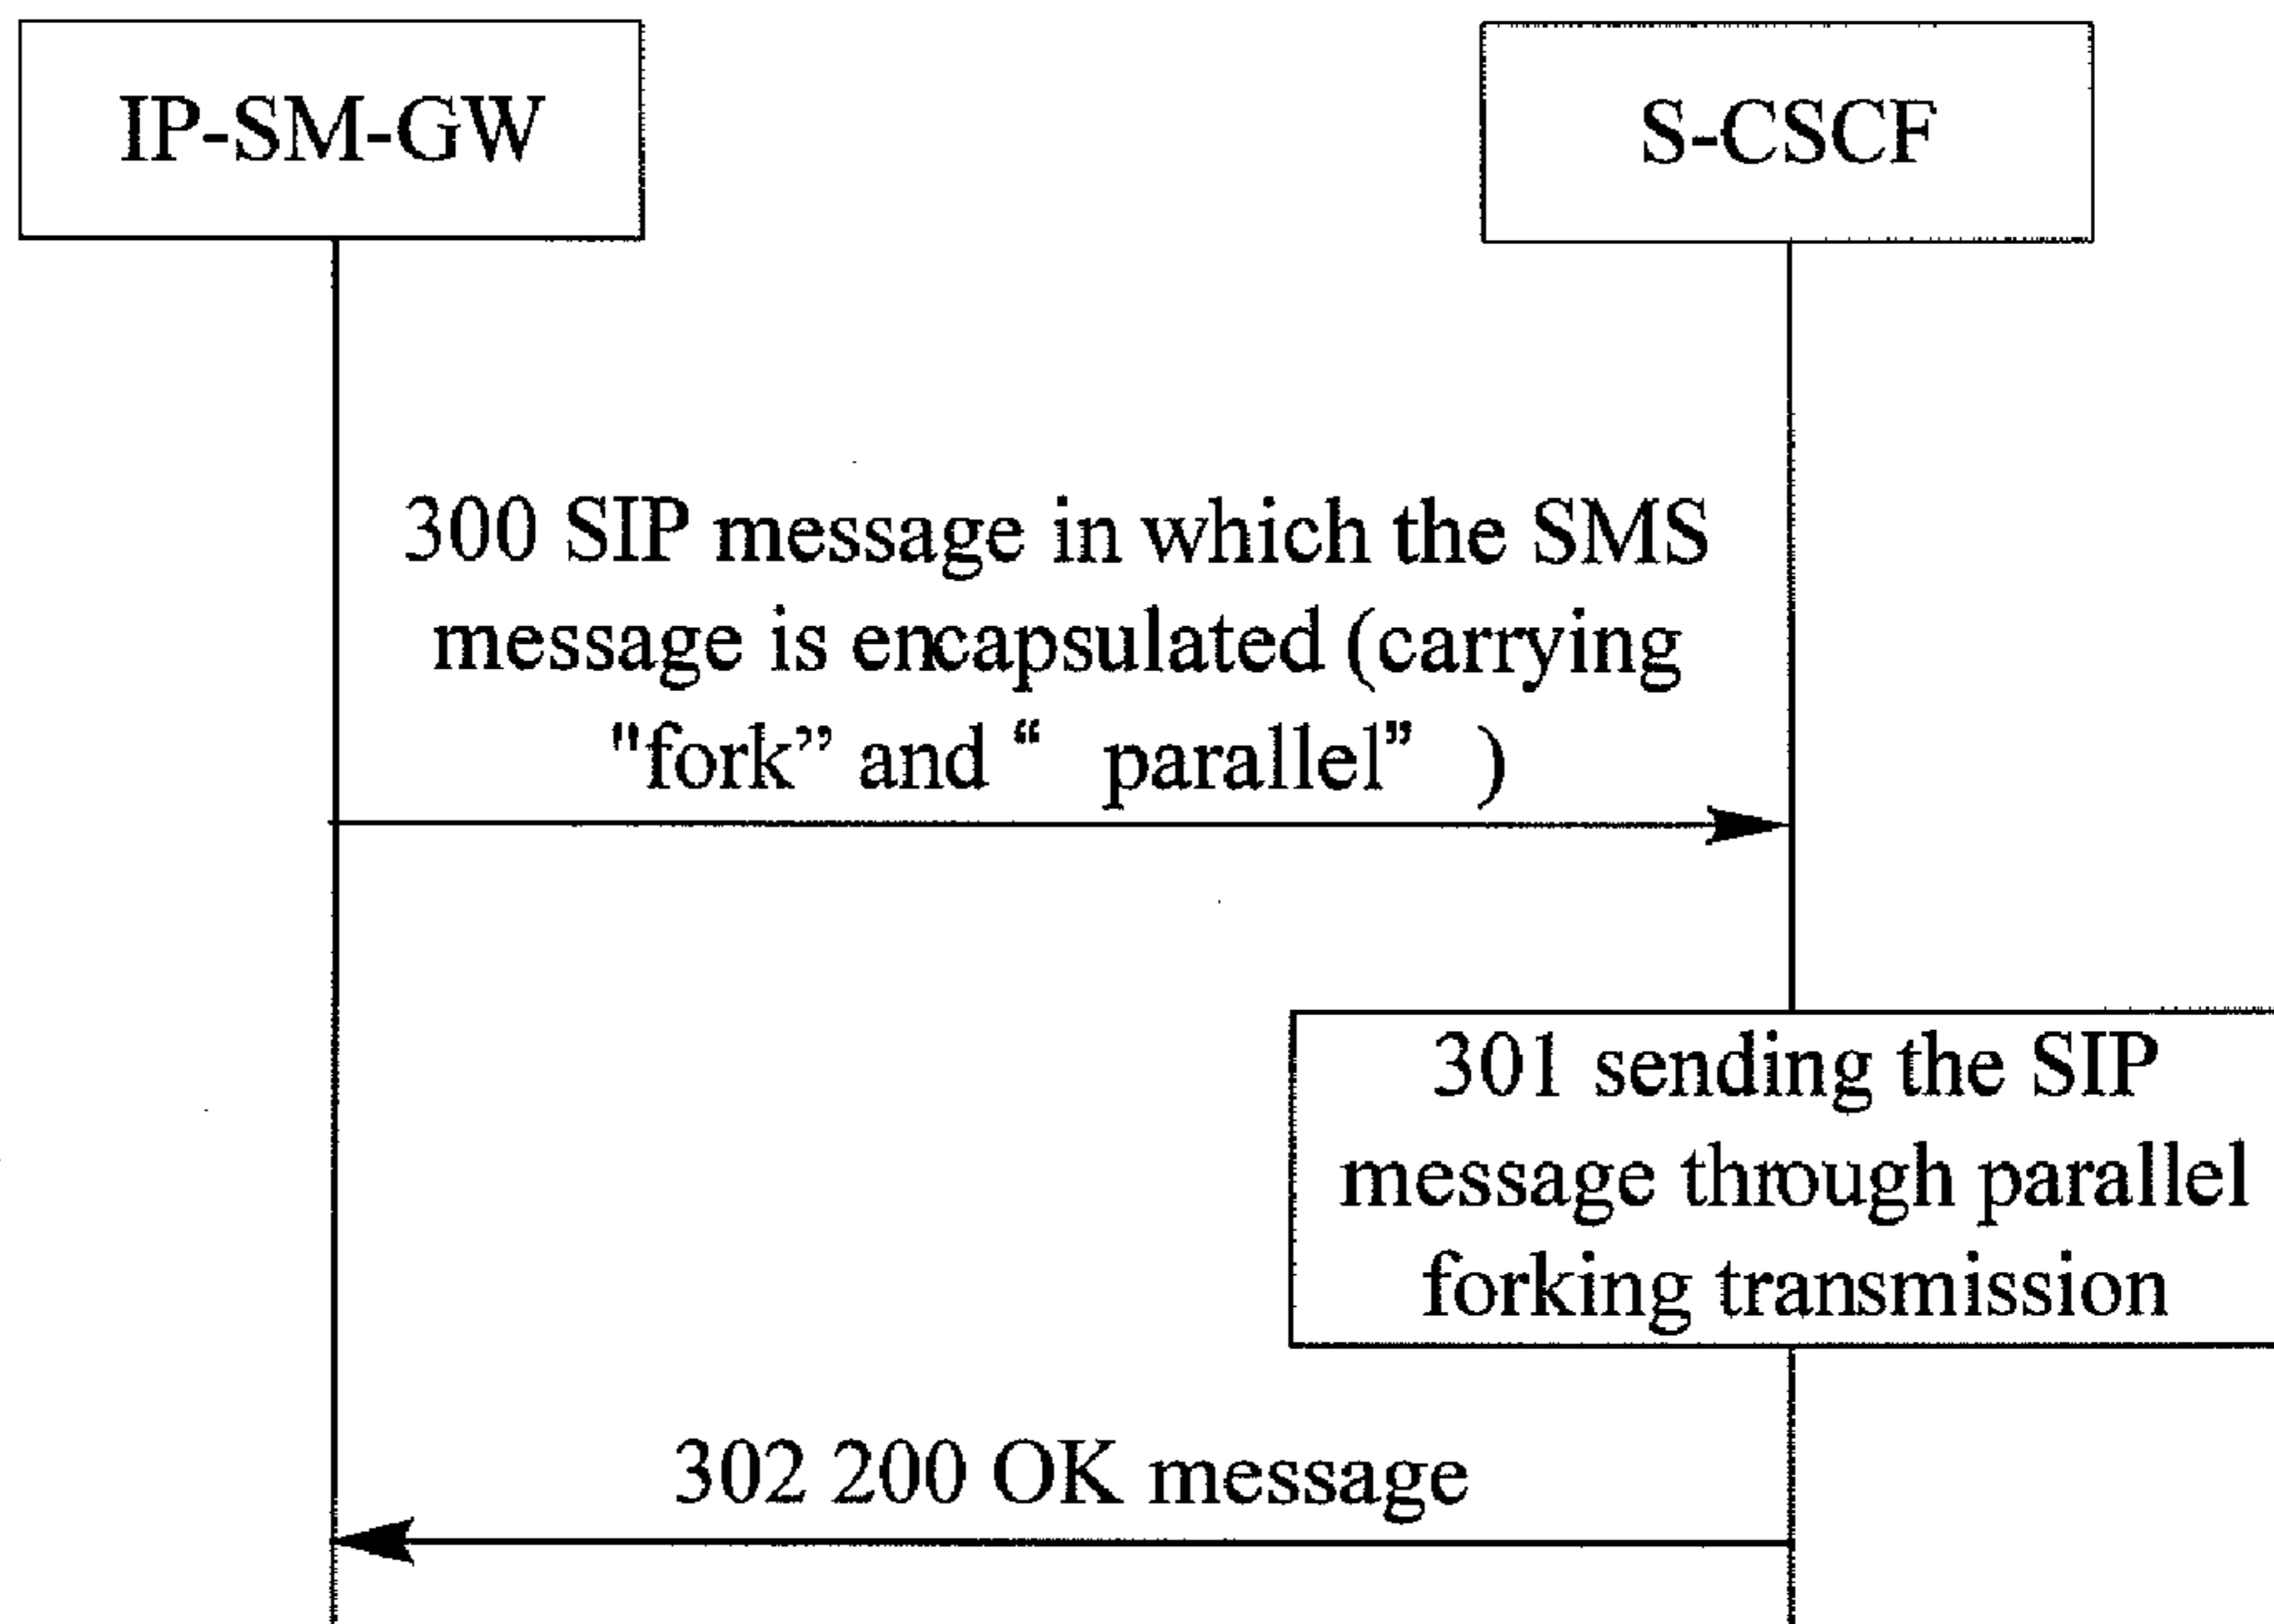 IP-SM-GW
S-CSCF
300 SIP message in which the SMS
message is encapsulated (carrying
"fork” and “ parallel” )
301 sending the SIP
message through parallel
forking transmission
302 200 OK message